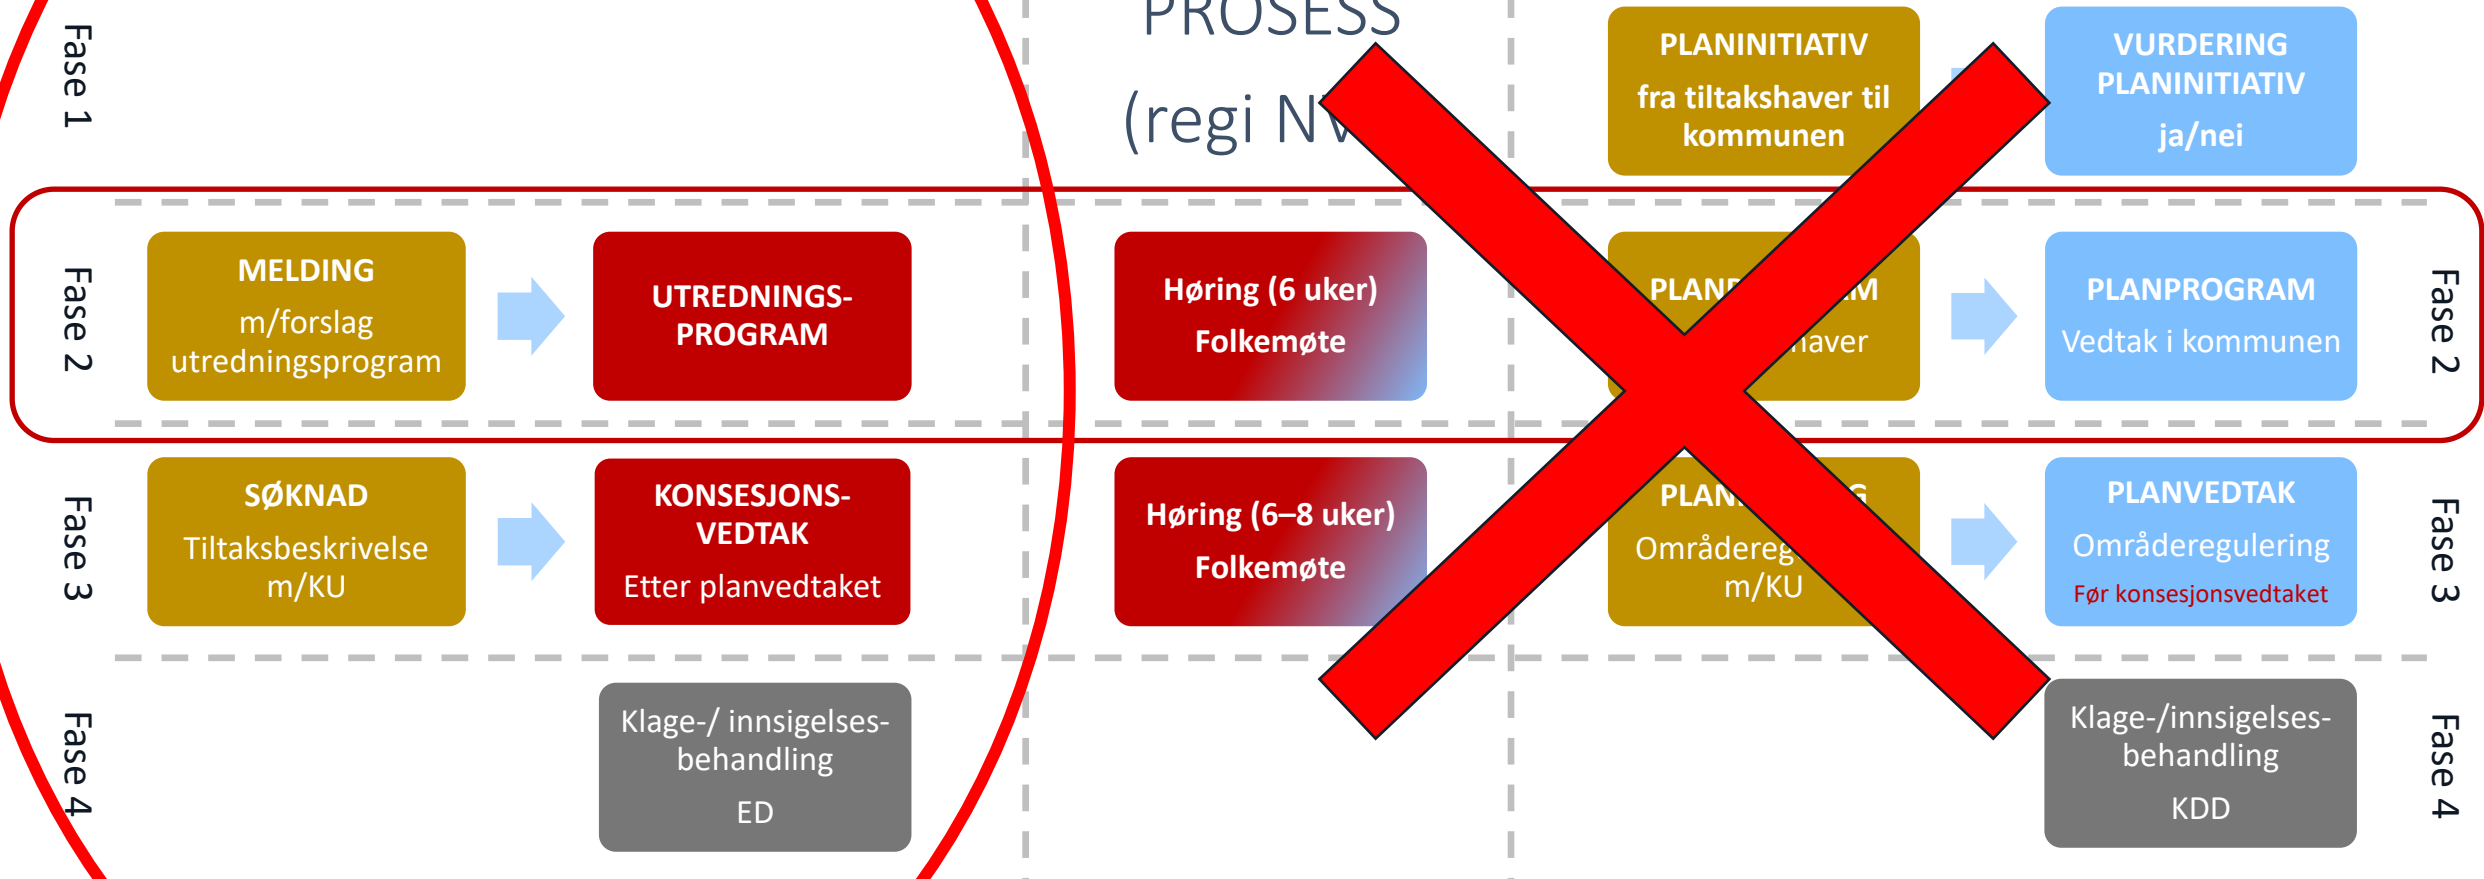 PROSESS
(regi
Fase 1
PLANINITIATIV
fra tiltakshaver til
kommunen
VURDERING
PLANINITIATIV
ja/nei
Fase 2
MELDING
m/forslag
utredningsprogram
UTREDNINGS-
PROGRAM
Høring (6 uker)
Folkemøte
PLANPROGRAM
Vedtak i kommunen
Fase 2
Fase 3
SØKNAD
Tiltaksbeskrivelse
m/KU
KONSESJONS-
VEDTAK
Etter planvedtaket
Høring (6–8 uker)
Folkemøte
m/KU
PLANVEDTAK
Områderegulering
Før konsesjonsvedtaket
Fase 3
Fase 4
Klage-/ innsigelses-
behandling
ED
Klage-/innsigelses-
behandling
KDD
Fase 4